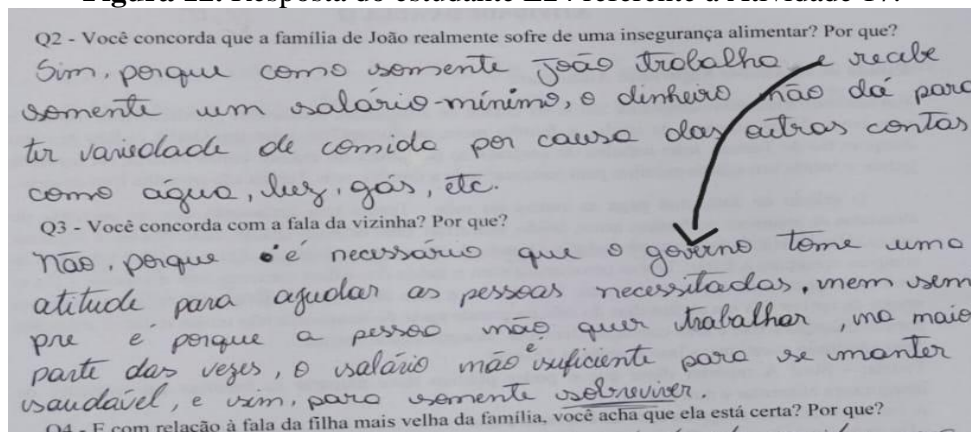 Figura 22. Resposta do estudante E24 referente à Atividade 17.
Q2 - Você concorda que a família de João realmente sofre de uma insegurança alimentar? Por que?
Sim, porque como somente João trabalha e recebe
somente um salário-mínimo, o dinheiro não dá para
ter variedade de comida por causa das outras contas
como água, luz, gás, etc.
Q3 - Você concorda com a fala da vizinha? Por que?
Não, porque é necessário que o governo tome uma
atitude para ajudar as pessoas necessitadas, nem sem
pre é porque a pessoa não quer trabalhar, na maio
parte das vezes, o salário não é suficiente para se manter
saudável, e sim, para somente sobreviver.
Q4 - E com relação à fala da filha mais velha da família, você acha que ela está certa? Por que?